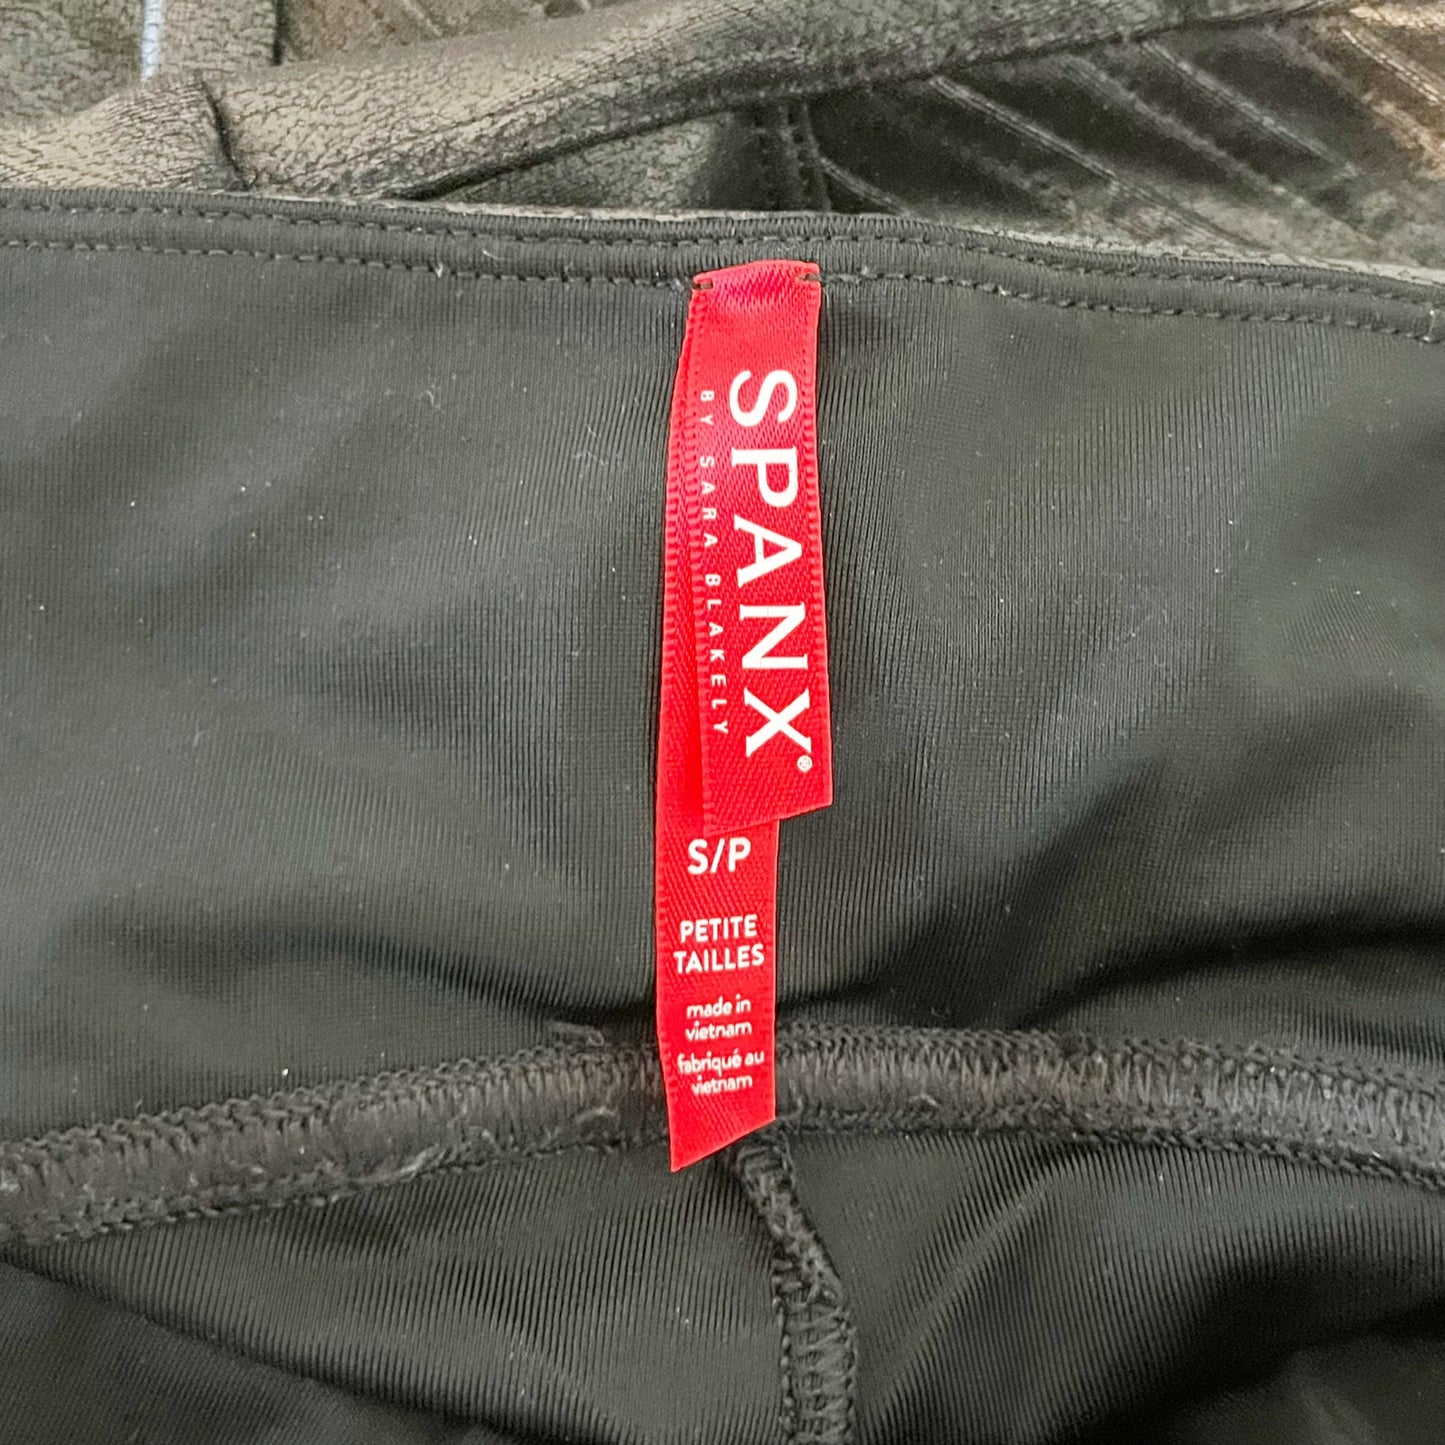 SPANX®
BY SARA BLAKELY
S/P
PETITE
TAILLES
made in
vietnam
fabriqué au
vietnam